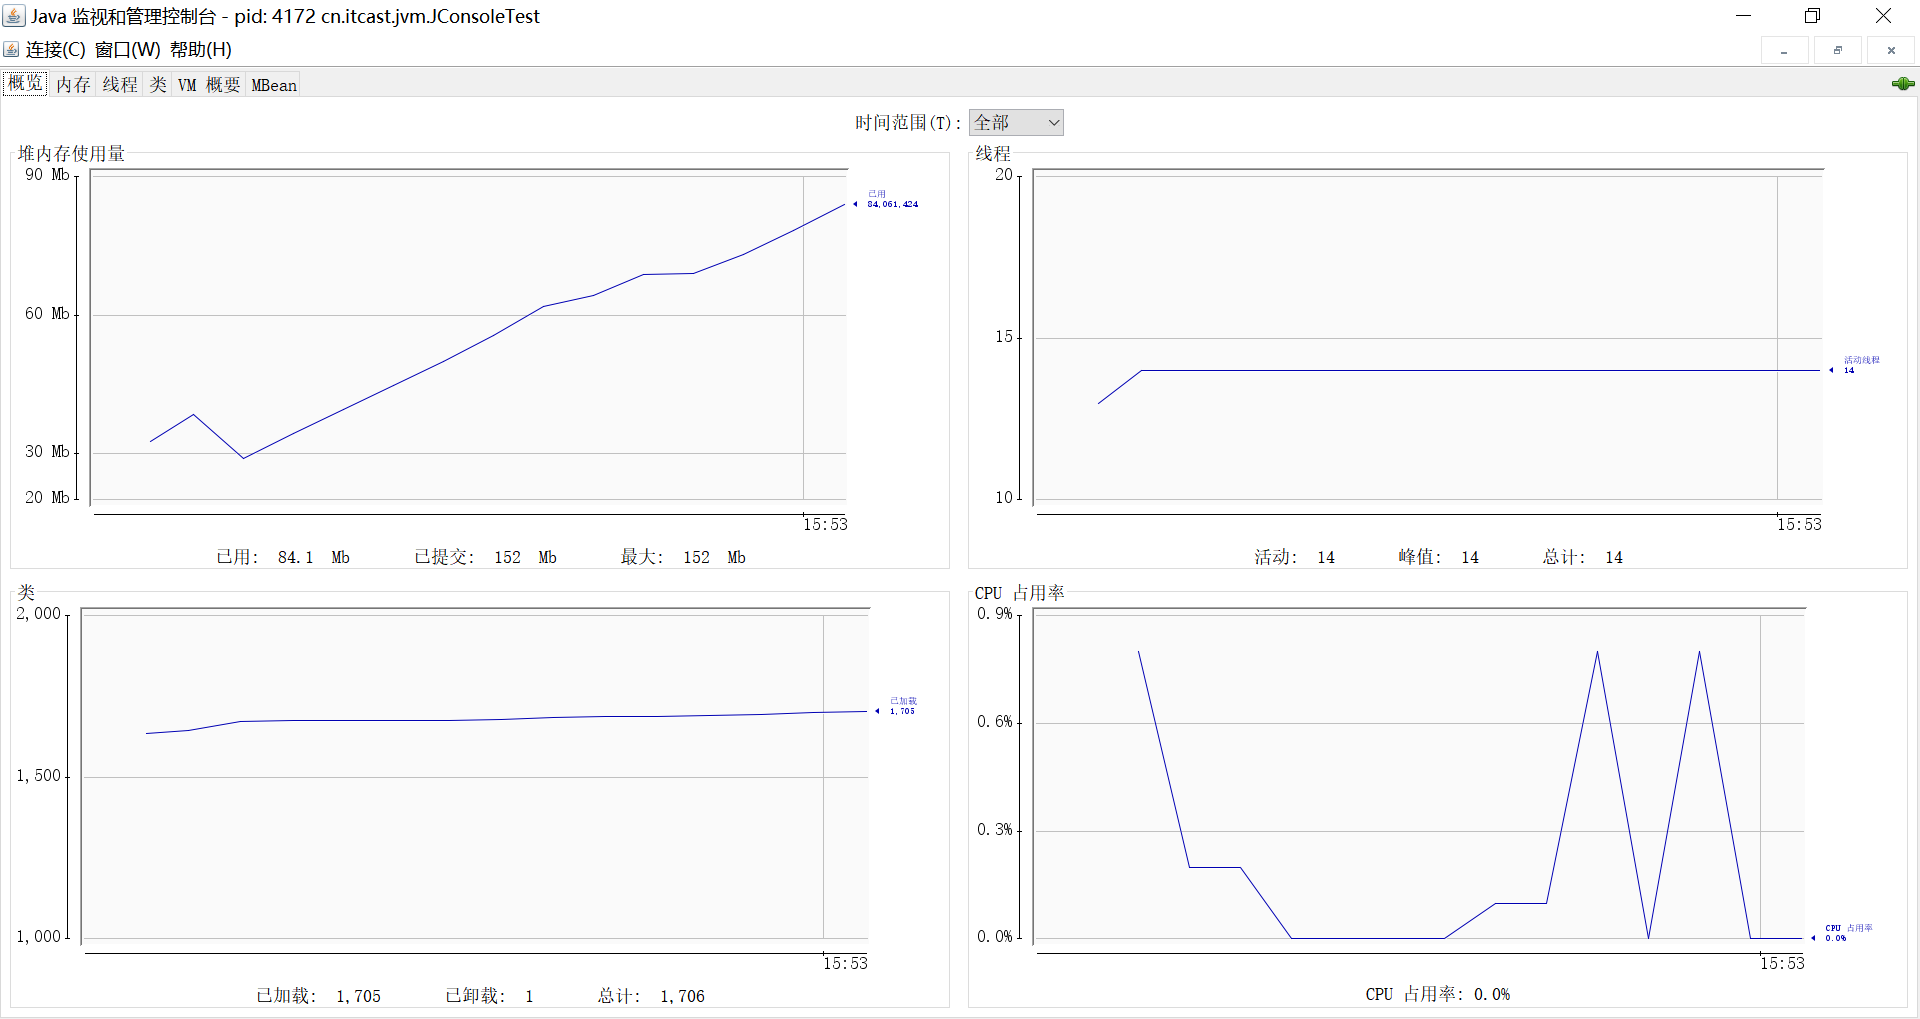 Java 监视和管理控制台 - pid: 4172 cn.itcast.jvm.JConsoleTest
连接(C) 窗口(W) 帮助(H)
概览 内存 线程 类 VM 概要 MBean
时间范围(T): 全部
堆内存使用量
90 Mb
60 Mb
30 Mb
20 Mb
已用
84,061,424
15:53
已用: 84.1 Mb 已提交: 152 Mb 最大: 152 Mb
线程
20
15
10
活动线程
14
15:53
活动: 14 峰值: 14 总计: 14
类
2,000
1,500
1,000
已加载
1,705
15:53
已加载: 1,705 已卸载: 1 总计: 1,706
CPU 占用率
0.9%
0.6%
0.3%
0.0%
CPU 占用率
0.0%
15:53
CPU 占用率: 0.0%